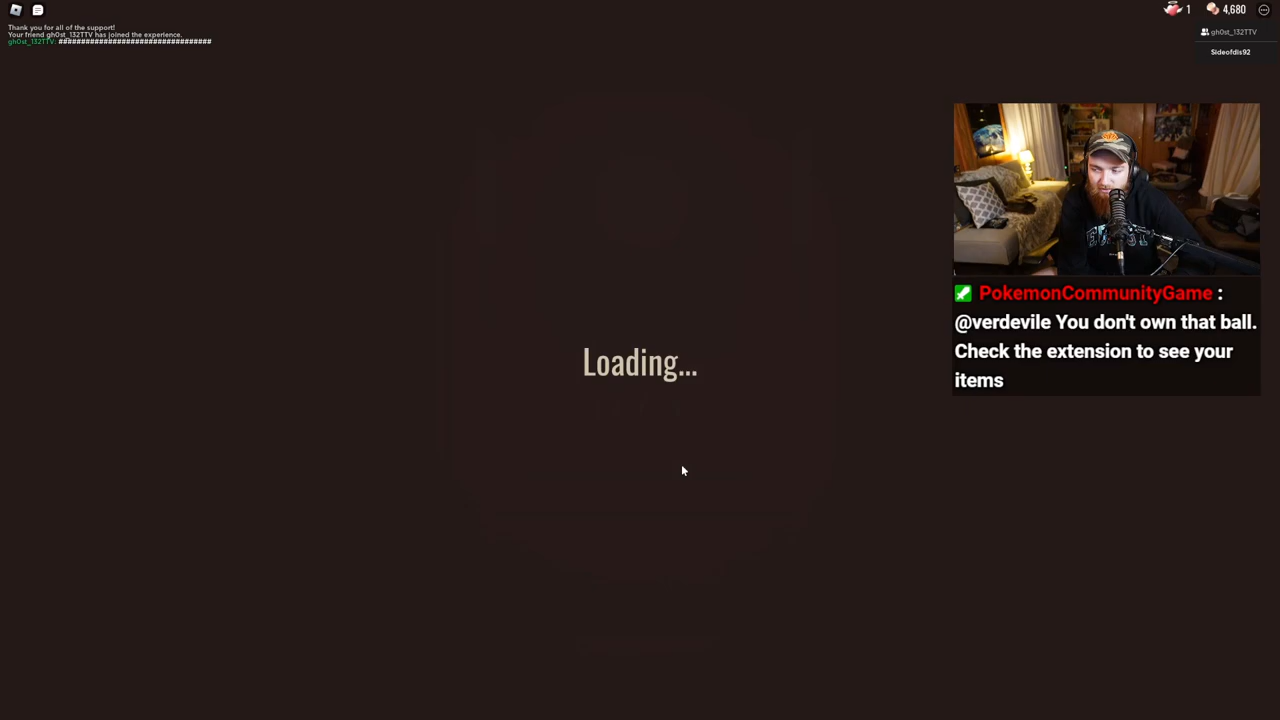 Thank you for all of the support!
Your friend gh0st_132TTV has joined the experience.
gh0st_132TTV: ##################################
1
4,680
gh0st_132TTV
Sideofdis92
PokemonCommunityGame :
@verdevile You don't own that ball.
Check the extension to see your
items
Loading...